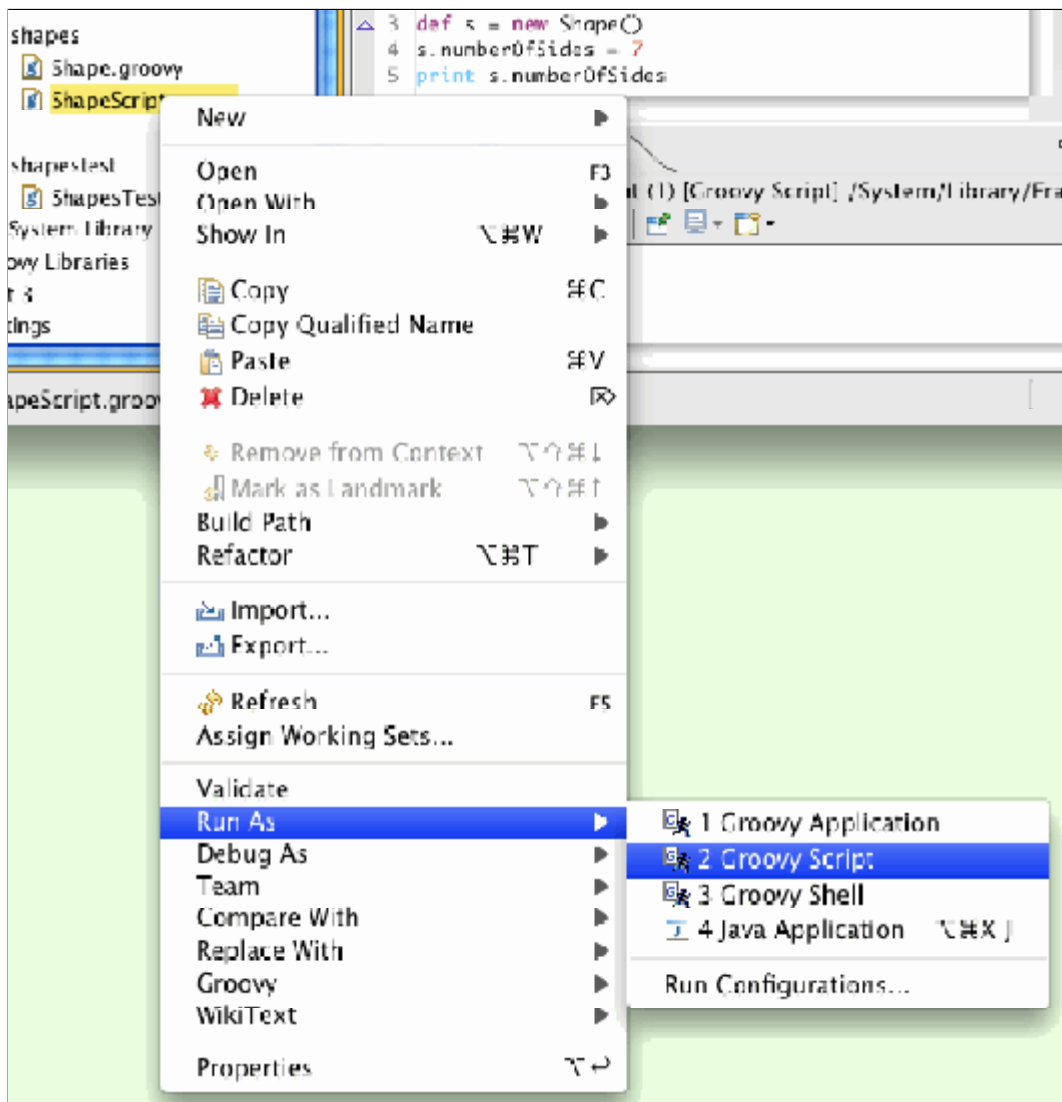 shapes
Shape.groovy
ShapeScript
shapestest
ShapesTest
System Library
ovy Libraries
t 3
tings
apeScript.groov
3 def s = new Shape()
4 s.numberOfSides = 7
5 print s.numberOfSides
t (1) [Groovy Script] /System/Library/Fra
New
Open F3
Open With
Show In ⌥⌘W
Copy ⌘C
Copy Qualified Name
Paste ⌘V
Delete ⌦
Remove from Context ⌥⇧⌘↓
Mark as Landmark ⌥⇧⌘↑
Build Path
Refactor ⌥⌘T
Import...
Export...
Refresh F5
Assign Working Sets...
Validate
Run As
Debug As
Team
Compare With
Replace With
Groovy
WikiText
Properties ⌥↩
1 Groovy Application
2 Groovy Script
3 Groovy Shell
4 Java Application ⌥⌘X J
Run Configurations...